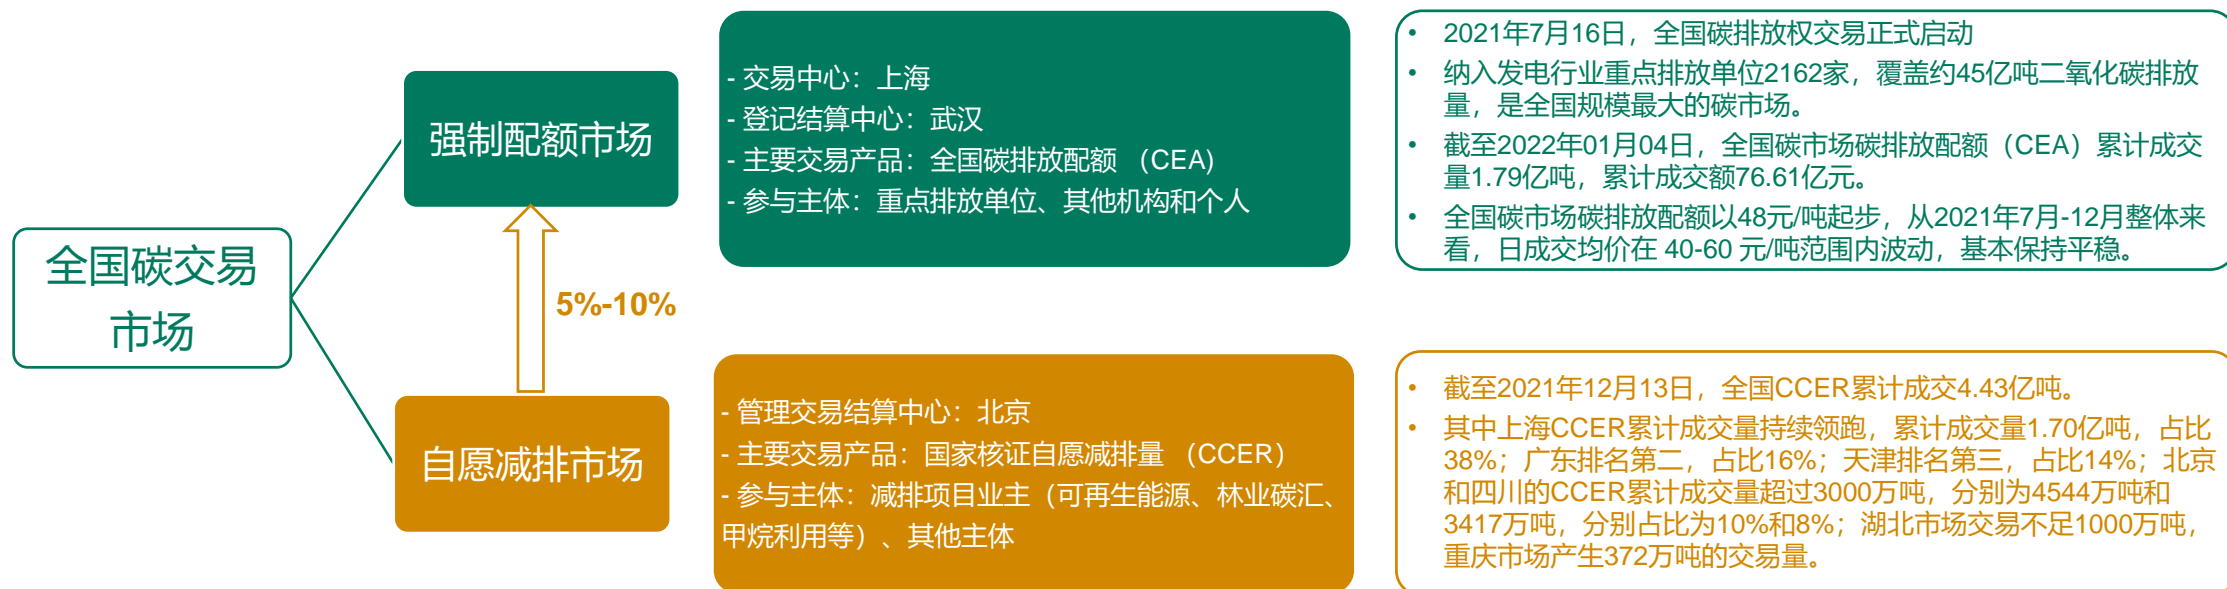 全国碳交易
市场
强制配额市场
5%-10%
自愿减排市场
- 交易中心：上海
- 登记结算中心：武汉
- 主要交易产品：全国碳排放配额 （CEA)
- 参与主体：重点排放单位、其他机构和个人
• 2021年7月16日，全国碳排放权交易正式启动
• 纳入发电行业重点排放单位2162家，覆盖约45亿吨二氧化碳排放
量，是全国规模最大的碳市场。
• 截至2022年01月04日，全国碳市场碳排放配额（CEA）累计成交
量1.79亿吨，累计成交额76.61亿元。
• 全国碳市场碳排放配额以48元/吨起步，从2021年7月-12月整体来
看，日成交均价在 40-60 元/吨范围内波动，基本保持平稳。
- 管理交易结算中心：北京
- 主要交易产品：国家核证自愿减排量 （CCER）
- 参与主体：减排项目业主（可再生能源、林业碳汇、
甲烷利用等）、其他主体
• 截至2021年12月13日，全国CCER累计成交4.43亿吨。
• 其中上海CCER累计成交量持续领跑，累计成交量1.70亿吨，占比
38%；广东排名第二，占比16%；天津排名第三，占比14%；北京
和四川的CCER累计成交量超过3000万吨，分别为4544万吨和
3417万吨，分别占比为10%和8%；湖北市场交易不足1000万吨，
重庆市场产生372万吨的交易量。